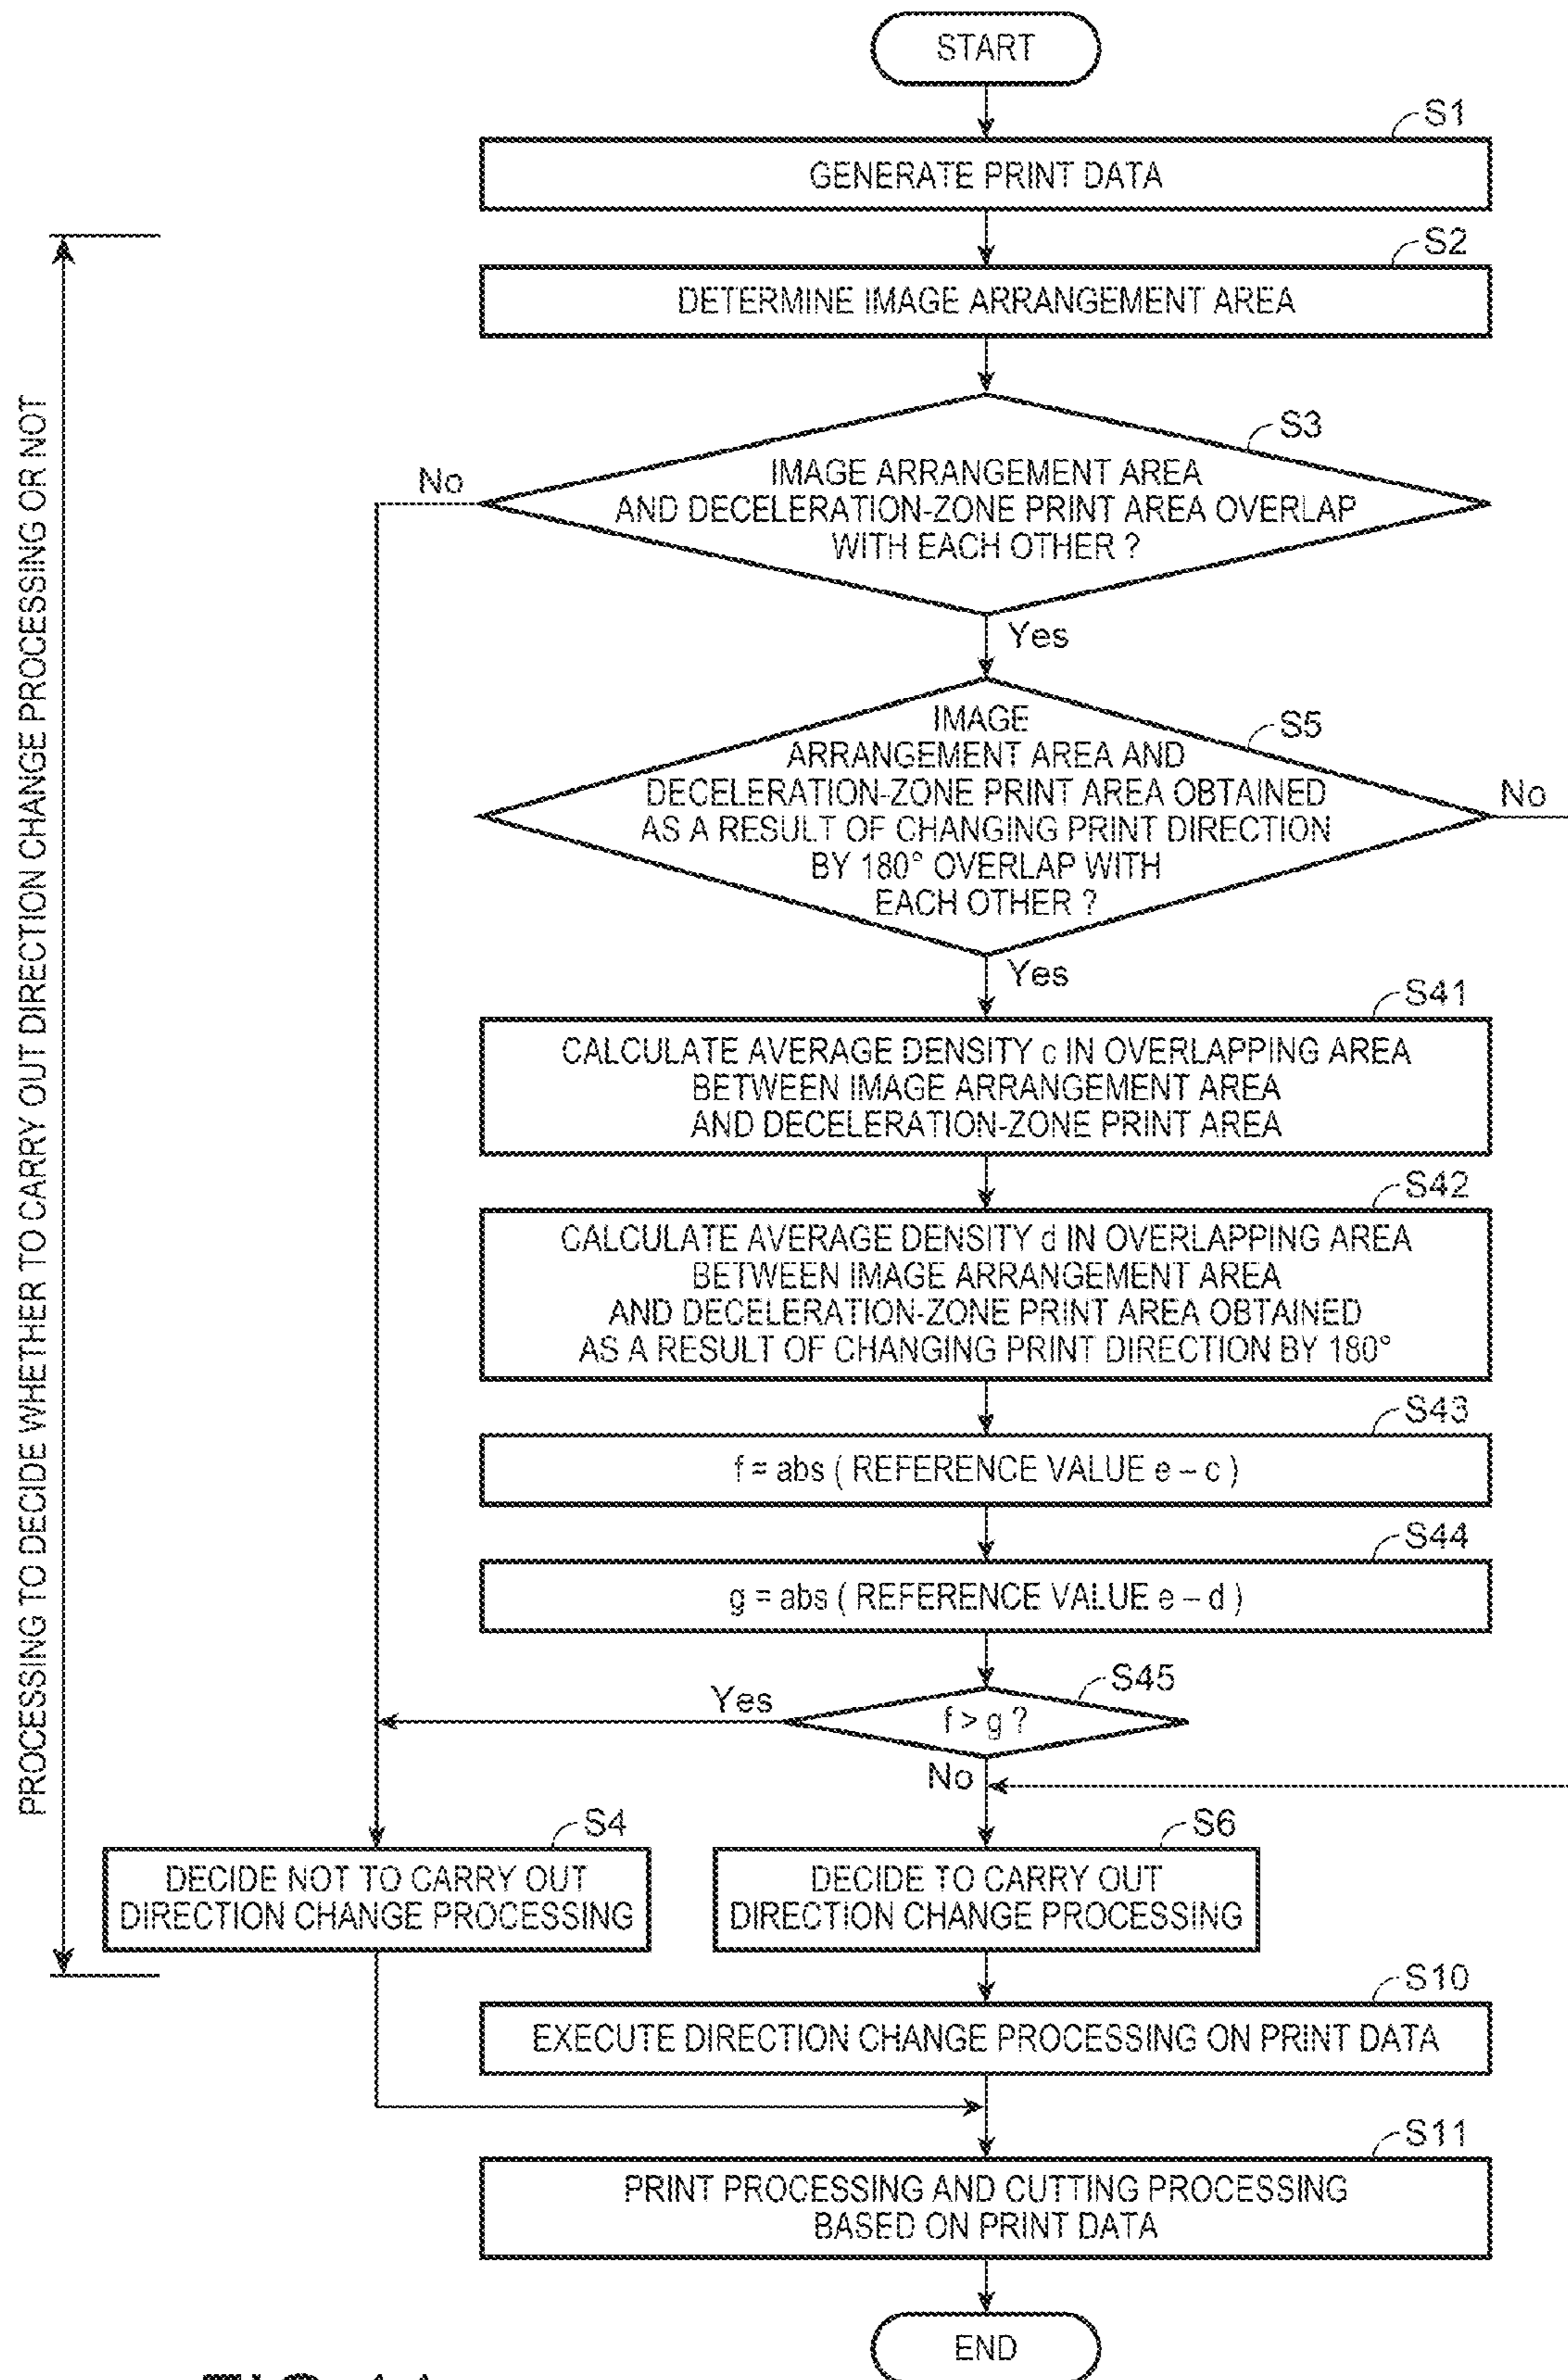 START
S1
GENERATE PRINT DATA
S2
DETERMINE IMAGE ARRANGEMENT AREA
PROCESSING TO DECIDE WHETHER TO CARRY OUT DIRECTION CHANGE PROCESSING OR NOT
S3
No
IMAGE ARRANGEMENT AREA
AND DECELERATION-ZONE PRINT AREA OVERLAP
WITH EACH OTHER ?
Yes
S5
IMAGE
ARRANGEMENT AREA AND
DECELERATION-ZONE PRINT AREA OBTAINED
AS A RESULT OF CHANGING PRINT DIRECTION
BY 180° OVERLAP WITH
EACH OTHER ?
No
Yes
S41
CALCULATE AVERAGE DENSITY c IN OVERLAPPING AREA
BETWEEN IMAGE ARRANGEMENT AREA
AND DECELERATION-ZONE PRINT AREA
S42
CALCULATE AVERAGE DENSITY d IN OVERLAPPING AREA
BETWEEN IMAGE ARRANGEMENT AREA
AND DECELERATION-ZONE PRINT AREA OBTAINED
AS A RESULT OF CHANGING PRINT DIRECTION BY 180°
S43
f = abs ( REFERENCE VALUE e – c )
S44
g = abs ( REFERENCE VALUE e – d )
S45
Yes
f > g ?
No
S4
DECIDE NOT TO CARRY OUT
DIRECTION CHANGE PROCESSING
S6
DECIDE TO CARRY OUT
DIRECTION CHANGE PROCESSING
S10
EXECUTE DIRECTION CHANGE PROCESSING ON PRINT DATA
S11
PRINT PROCESSING AND CUTTING PROCESSING
BASED ON PRINT DATA
END